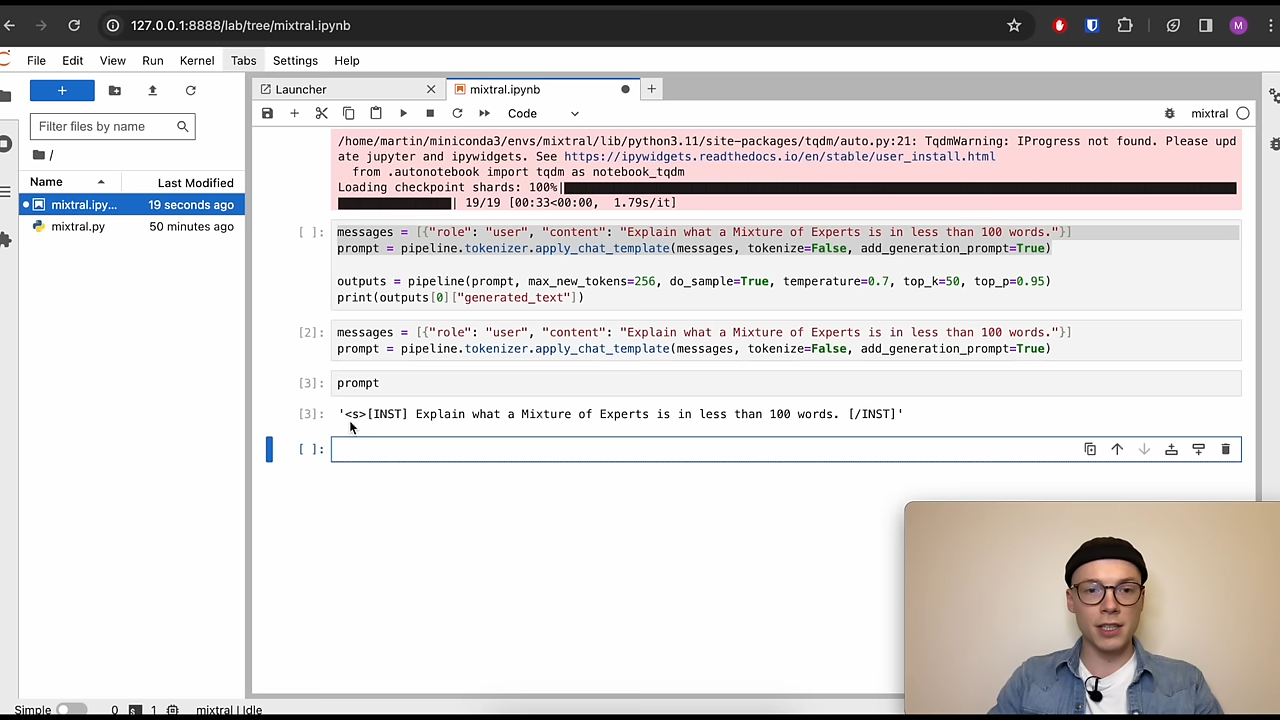 127.0.0.1:8888/lab/tree/mixtral.ipynb
M
File Edit View Run Kernel Tabs Settings Help
+
Launcher
mixtral.ipynb
Code
mixtral
Filter files by name
/
Name
Last Modified
mixtral.ipy... 19 seconds ago
mixtral.py 50 minutes ago
/home/martin/miniconda3/envs/mixtral/lib/python3.11/site-packages/tqdm/auto.py:21: TqdmWarning: IProgress not found. Please upd
ate jupyter and ipywidgets. See https://ipywidgets.readthedocs.io/en/stable/user_install.html
from .autonotebook import tqdm as notebook_tqdm
Loading checkpoint shards: 100%|
| 19/19 [00:33<00:00, 1.79s/it]
[ ]: messages = [{"role": "user", "content": "Explain what a Mixture of Experts is in less than 100 words."}]
prompt = pipeline.tokenizer.apply_chat_template(messages, tokenize=False, add_generation_prompt=True)
outputs = pipeline(prompt, max_new_tokens=256, do_sample=True, temperature=0.7, top_k=50, top_p=0.95)
print(outputs[0]["generated_text"])
[2]: messages = [{"role": "user", "content": "Explain what a Mixture of Experts is in less than 100 words."}]
prompt = pipeline.tokenizer.apply_chat_template(messages, tokenize=False, add_generation_prompt=True)
[3]: prompt
[3]: '<s>[INST] Explain what a Mixture of Experts is in less than 100 words. [/INST]'
[ ]:
Simple 0 1 mixtral | Idle